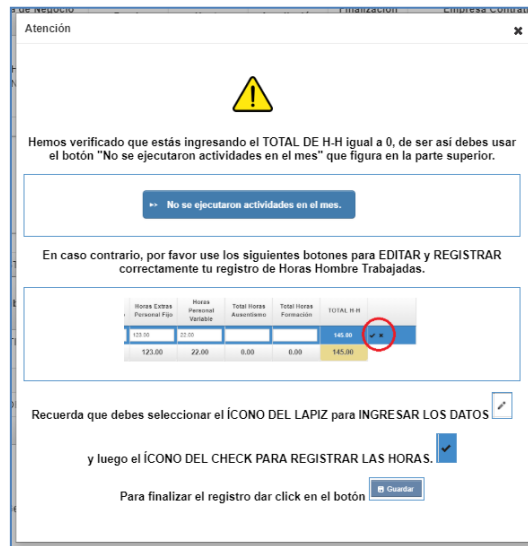 de Negocio Finalización Empresa Contrati
Atención
Hemos verificado que estás ingresando el TOTAL DE H-H igual a 0, de ser así debes usar
el botón "No se ejecutaron actividades en el mes" que figura en la parte superior.
No se ejecutaron actividades en el mes.
En caso contrario, por favor use los siguientes botones para EDITAR y REGISTRAR
correctamente tu registro de Horas Hombre Trabajadas.
Horas Extras Personal Fijo Horas Personal Variable Total Horas Ausentismo Total Horas Formación TOTAL H-H
123.00 22.00 145.00
123.00 22.00 0.00 0.00 145.00
Recuerda que debes seleccionar el ÍCONO DEL LAPIZ para INGRESAR LOS DATOS
y luego el ÍCONO DEL CHECK PARA REGISTRAR LAS HORAS.
Para finalizar el registro dar click en el botón Guardar